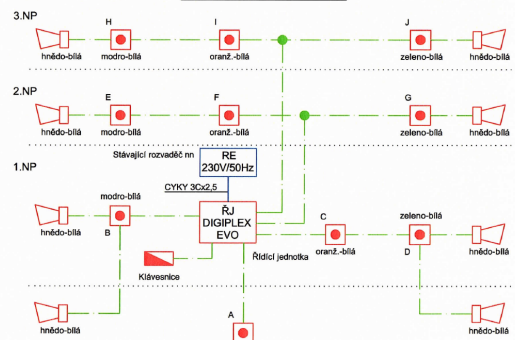 3.NP
H
I
J
hnědo-bílá
modro-bílá
oranž.-bílá
zeleno-bílá
hnědo-bílá
2.NP
E
F
G
hnědo-bílá
modro-bílá
oranž.-bílá
zeleno-bílá
hnědo-bílá
1.NP
Stávající rozvaděč nn
RE
230V/50Hz
CYKY 3Cx2,5
modro-bílá
B
hnědo-bílá
ŘJ
DIGIPLEX
EVO
Řídící jednotka
Klávesnice
C
oranž.-bílá
zeleno-bílá
D
hnědo-bílá
hnědo-bílá
A
hnědo-bílá